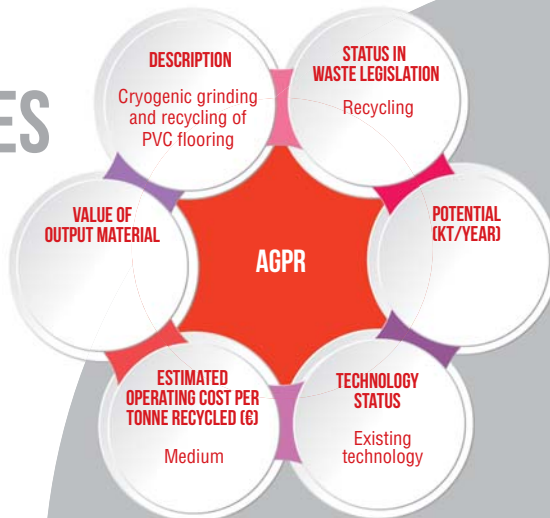 ES
DESCRIPTION
Cryogenic grinding
and recycling of
PVC flooring
STATUS IN
WASTE LEGISLATION
Recycling
VALUE OF
OUTPUT MATERIAL
AGPR
POTENTIAL
(KT/YEAR)
ESTIMATED
OPERATING COST PER
TONNE RECYCLED (€)
Medium
TECHNOLOGY
STATUS
Existing
technology